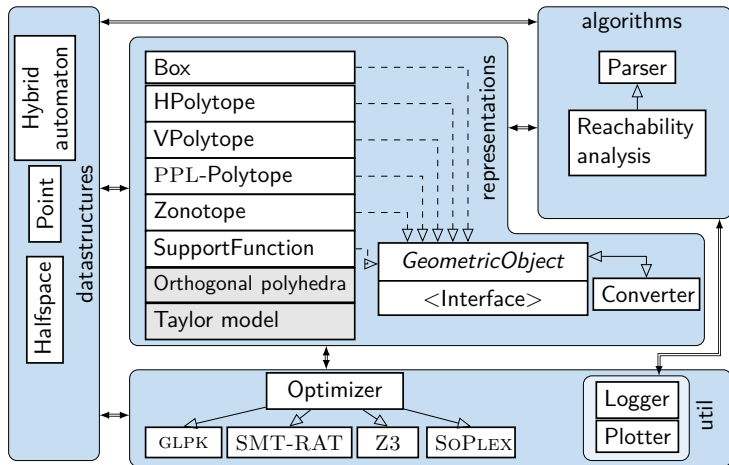 Hybrid
automaton
Point
Halfspace
datastructures
Box
HPolytope
VPolytope
PPL-Polytope
Zonotope
SupportFunction
Orthogonal polyhedra
Taylor model
representations
GeometricObject
<Interface>
Converter
algorithms
Parser
Reachability
analysis
Optimizer
GLPK
SMT-RAT
Z3
SOPLEX
Logger
Plotter
util